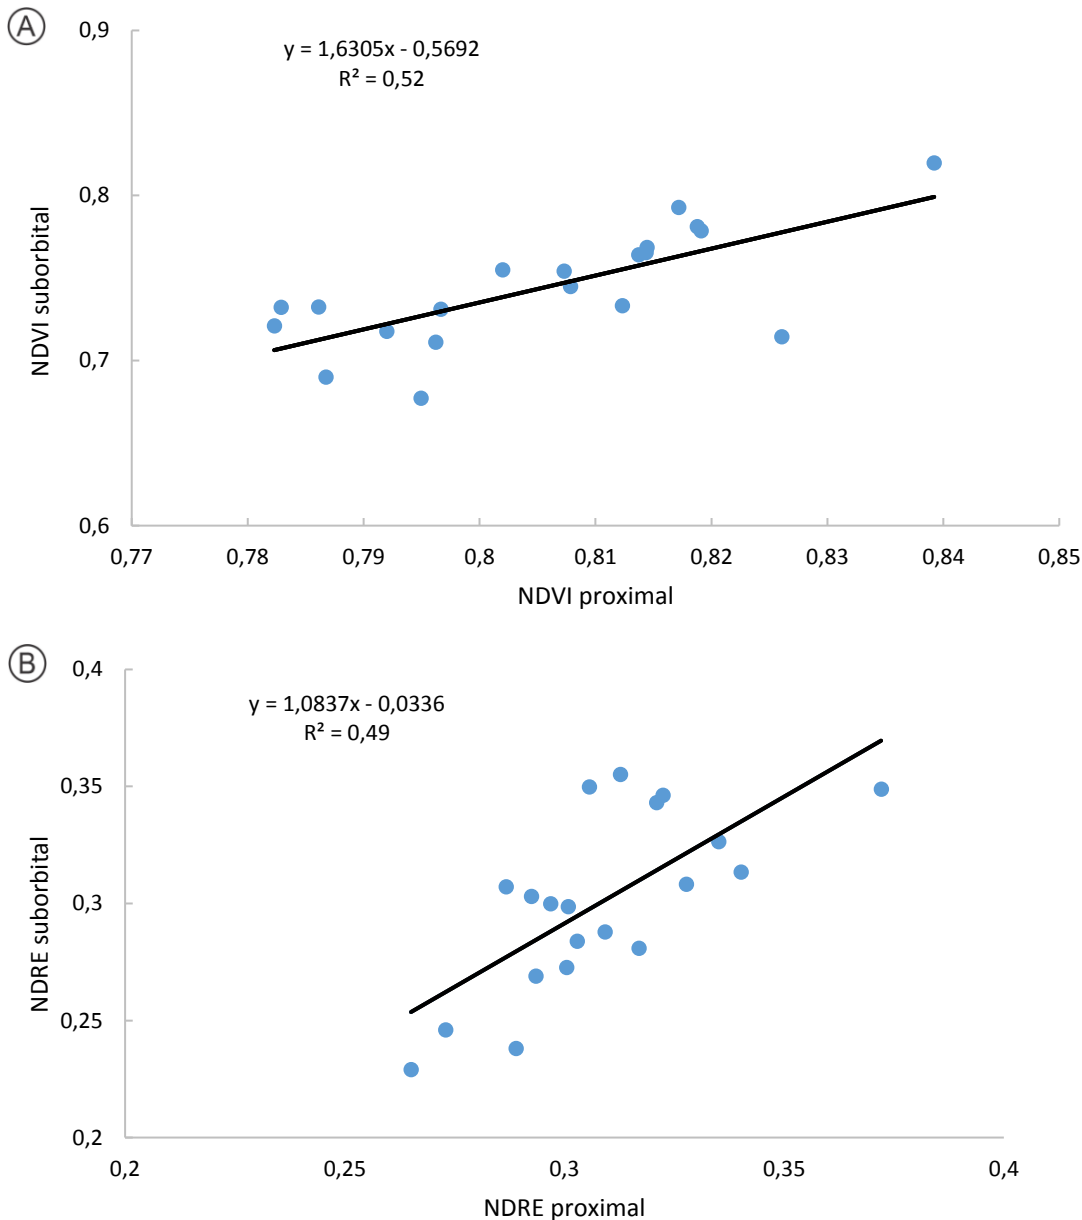 A
0,9
y = 1,6305x - 0,5692
R² = 0,52
0,8
NDVI suborbital
0,7
0,6
0,77 0,78 0,79 0,8 0,81 0,82 0,83 0,84 0,85
NDVI proximal
B
0,4
y = 1,0837x - 0,0336
R² = 0,49
0,35
0,3
NDRE suborbital
0,25
0,2
0,2 0,25 0,3 0,35 0,4
NDRE proximal